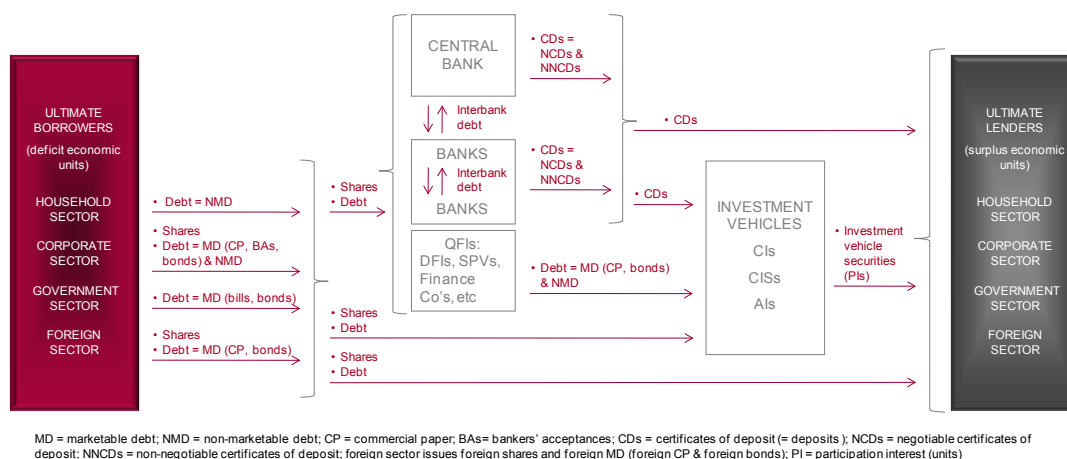 ULTIMATE
BORROWERS
(deficit economic
units)
HOUSEHOLD
SECTOR
CORPORATE
SECTOR
GOVERNMENT
SECTOR
FOREIGN
SECTOR
• Debt = NMD
• Shares
• Debt = MD (CP, BAs,
bonds) & NMD
• Debt = MD (bills, bonds)
• Shares
• Debt = MD (CP, bonds)
• Shares
• Debt
• Shares
• Debt
• Shares
• Debt
CENTRAL
BANK
Interbank
debt
BANKS
Interbank
debt
BANKS
QFIs:
DFIs, SPVs,
Finance
Co's, etc
• CDs =
NCDs &
NNCDs
• CDs =
NCDs &
NNCDs
• Debt = MD (CP, bonds)
& NMD
• CDs
• CDs
INVESTMENT
VEHICLES
CIs
CISs
AIs
• Investment
vehicle
securities
(PIs)
ULTIMATE
LENDERS
(surplus economic
units)
HOUSEHOLD
SECTOR
CORPORATE
SECTOR
GOVERNMENT
SECTOR
FOREIGN
SECTOR
MD = marketable debt; NMD = non-marketable debt; CP = commercial paper; BAs= bankers' acceptances; CDs = certificates of deposit (= deposits ); NCDs = negotiable certificates of
deposit; NNCDs = non-negotiable certificates of deposit; foreign sector issues foreign shares and foreign MD (foreign CP & foreign bonds); PI = participation interest (units)